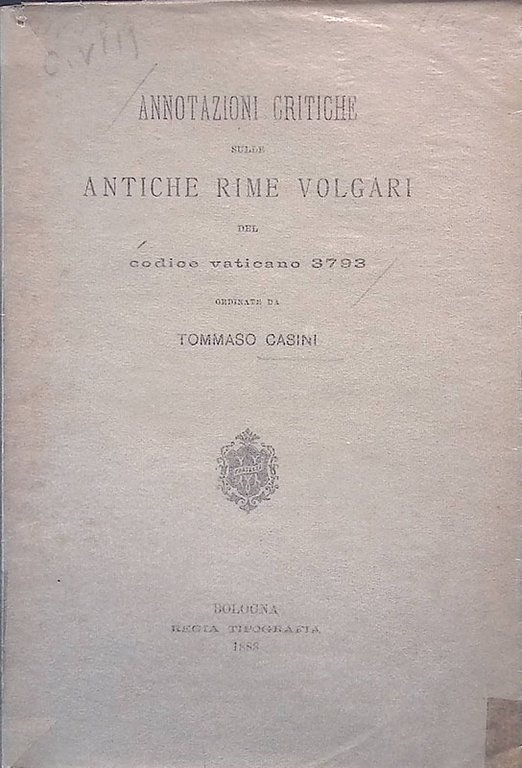 ANNOTAZIONI CRITICHE
SULLE
ANTICHE RIME VOLGARI
DEL
codice vaticano 3793
ORDINATE DA
TOMMASO CASINI
BOLOGNA
REGIA TIPOGRAFIA
1888